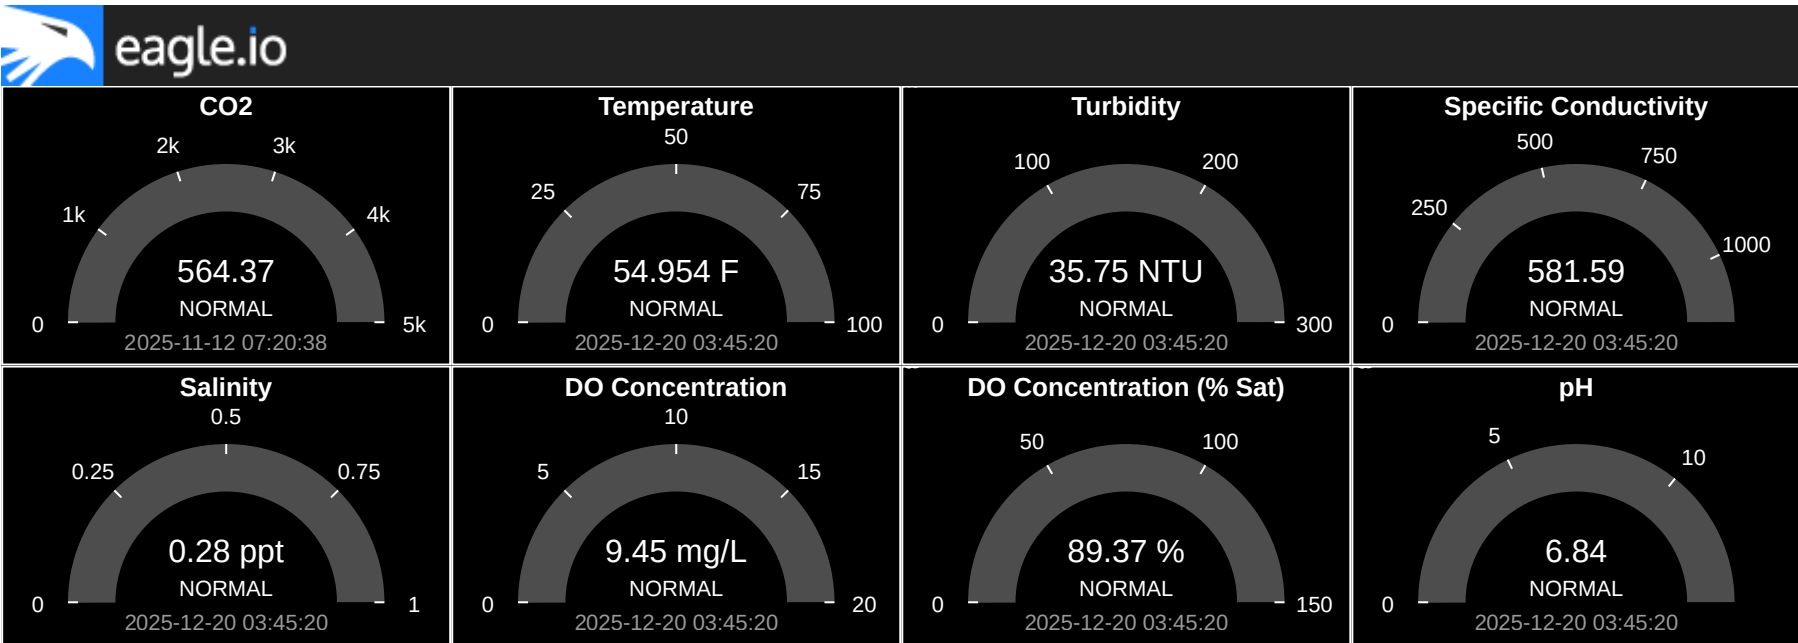 eagle.io
CO2
2k
3k
1k
4k
564.37
NORMAL
0
5k
2025-11-12 07:20:38
Temperature
50
25
75
54.954 F
NORMAL
0
100
2025-12-20 03:45:20
Turbidity
100
200
35.75 NTU
NORMAL
0
300
2025-12-20 03:45:20
Specific Conductivity
500
750
250
1000
581.59
NORMAL
0
2025-12-20 03:45:20
Salinity
0.5
0.25
0.75
0.28 ppt
NORMAL
0
1
2025-12-20 03:45:20
DO Concentration
10
5
15
9.45 mg/L
NORMAL
0
20
2025-12-20 03:45:20
DO Concentration (% Sat)
50
100
89.37 %
NORMAL
0
150
2025-12-20 03:45:20
pH
5
10
6.84
NORMAL
0
2025-12-20 03:45:20